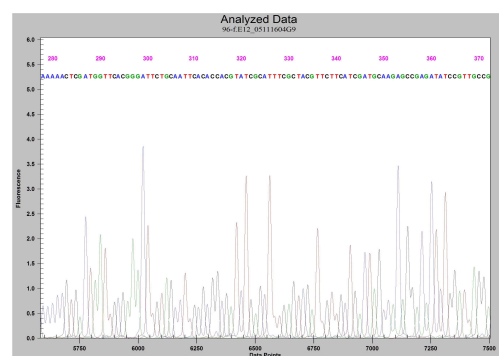 Analyzed Data
96-f.E12_05111604G9
6.0
280 290 300 310 320 330 340 350 360 370
5.5
AAAAACTCGATGGTTCACGGGATTCTGCAATTCACACCACGTATCGCATTTCGCTACGTTCTTCATCGATGCAAGAGCCGAGATATCCGTTGCCG
5.0
4.5
4.0
3.5
3.0
Fluorescence
2.5
2.0
1.5
1.0
0.5
0.0
5750 6000 6250 6500 6750 7000 7250 7500
Data Points